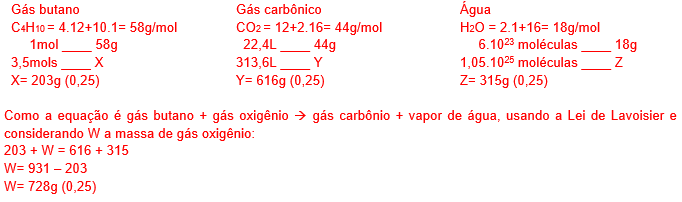 Gás butano
C4H10 = 4.12+10.1= 58g/mol
1mol ____ 58g
3,5mols ____ X
X= 203g (0,25)
Gás carbônico
CO2 = 12+2.16= 44g/mol
22,4L ____ 44g
313,6L ____ Y
Y= 616g (0,25)
Água
H2O = 2.1+16= 18g/mol
6.10²³ moléculas ____ 18g
1,05.10²⁵ moléculas ____ Z
Z= 315g (0,25)
Como a equação é gás butano + gás oxigênio → gás carbônio + vapor de água, usando a Lei de Lavoisier e
considerando W a massa de gás oxigênio:
203 + W = 616 + 315
W= 931 – 203
W= 728g (0,25)